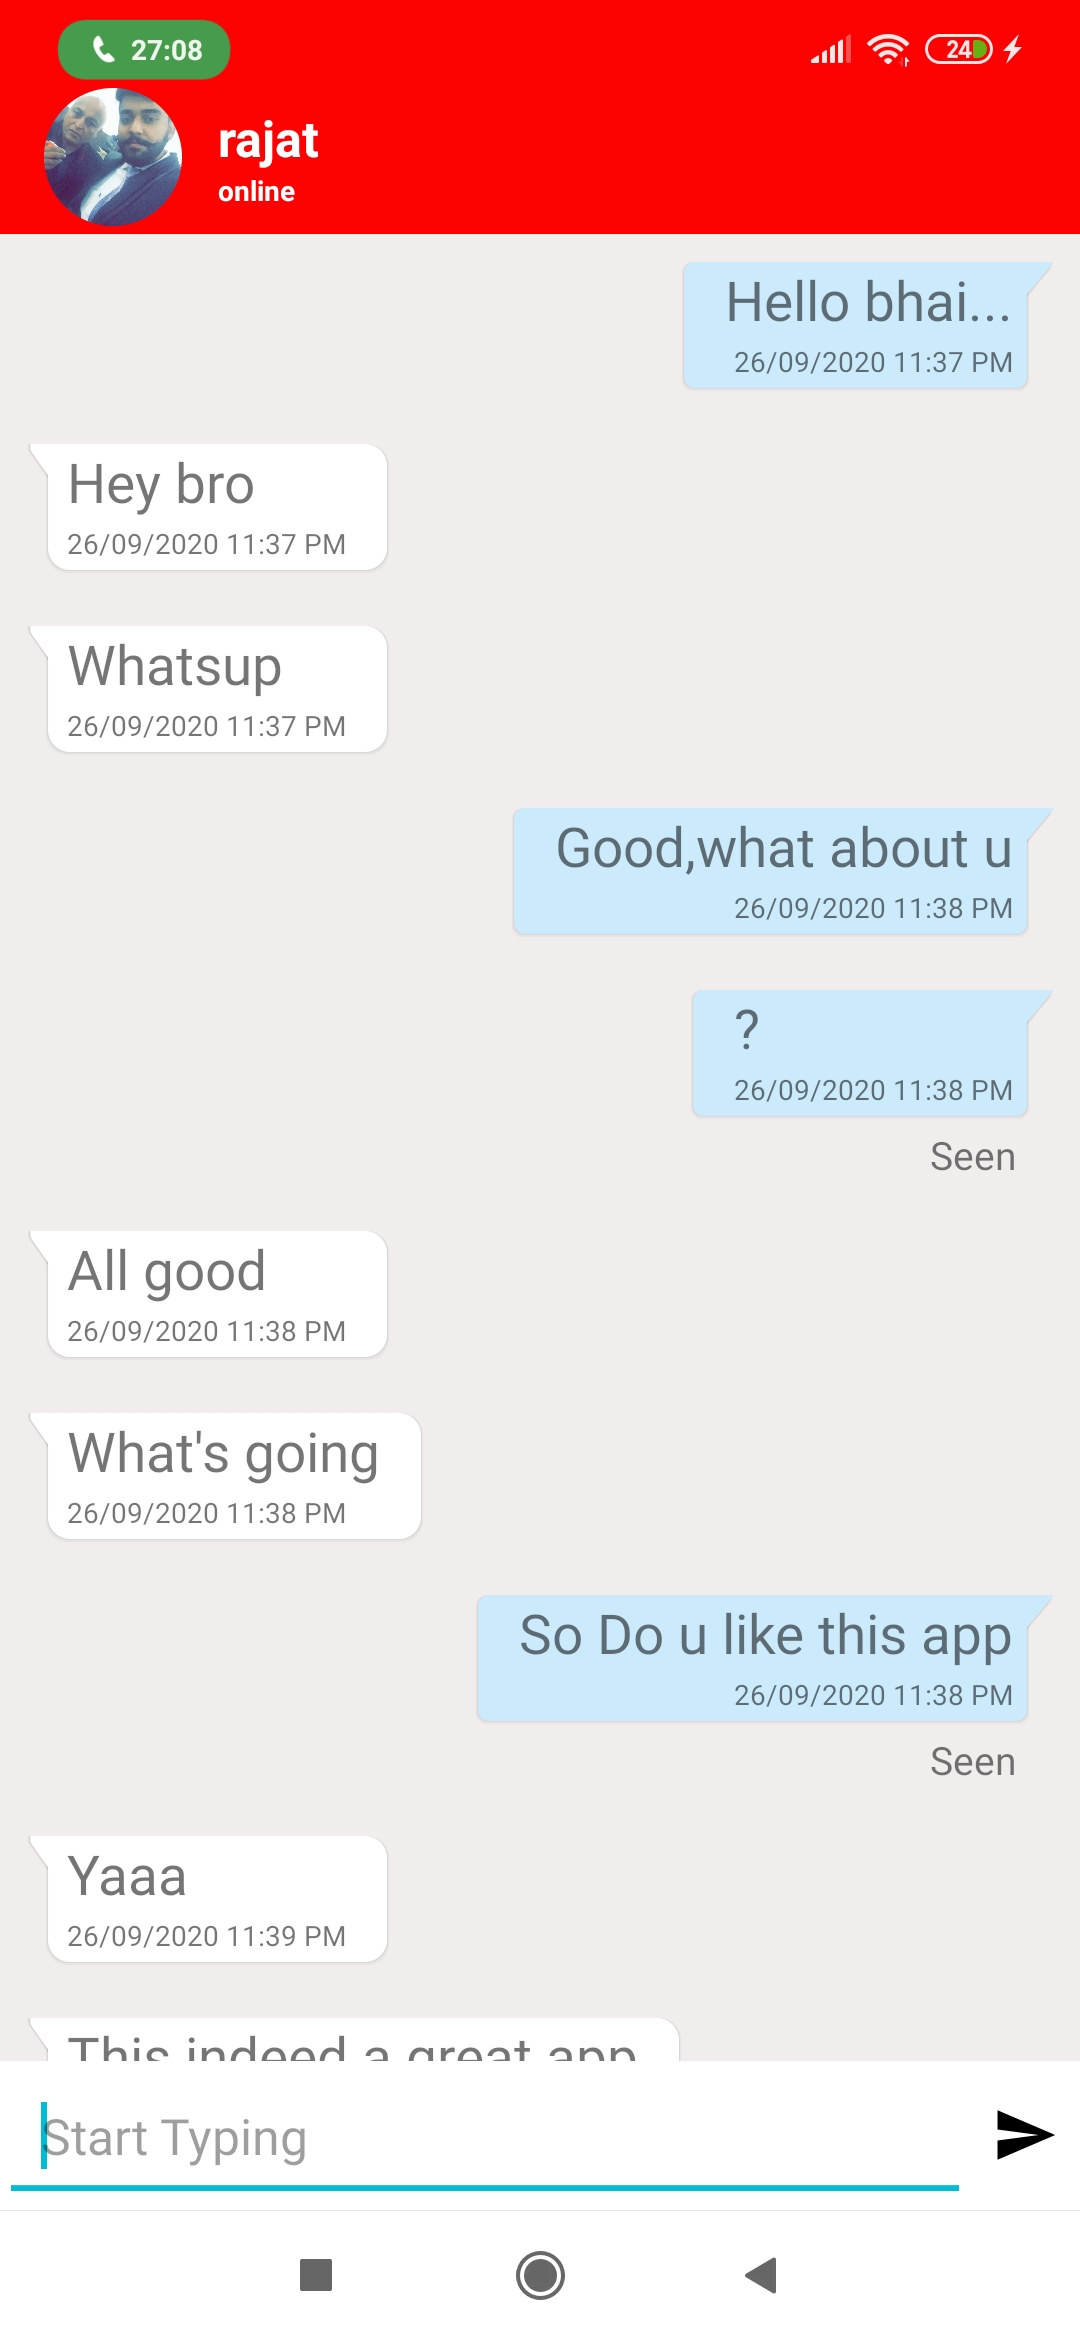 27:08
24
rajat
online
Hello bhai...
26/09/2020 11:37 PM
Hey bro
26/09/2020 11:37 PM
Whatsup
26/09/2020 11:37 PM
Good,what about u
26/09/2020 11:38 PM
?
26/09/2020 11:38 PM
Seen
All good
26/09/2020 11:38 PM
What's going
26/09/2020 11:38 PM
So Do u like this app
26/09/2020 11:38 PM
Seen
Yaaa
26/09/2020 11:39 PM
This indeed a great app
Start Typing